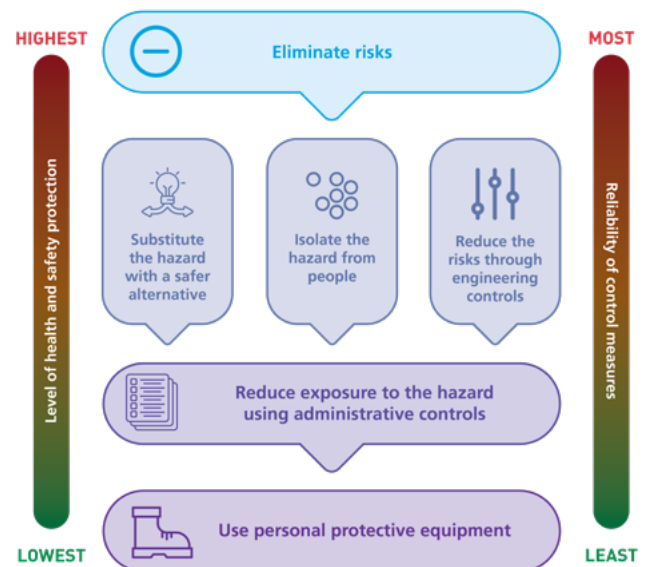 HIGHEST
MOST
Eliminate risks
Level of health and safety protection
Reliability of control measures
Substitute
the hazard
with a safer
alternative
Isolate the
hazard from
people
Reduce the
risks through
engineering
controls
Reduce exposure to the hazard
using administrative controls
Use personal protective equipment
LOWEST
LEAST